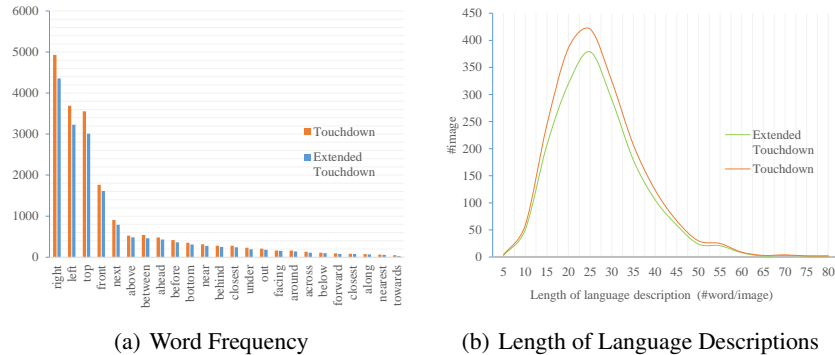 6000
5000
4000
3000
2000
1000
0
Touchdown
Extended
Touchdown
right
left
top
front
next
above
between
ahead
before
bottom
near
behind
closest
under
out
facing
around
across
below
forward
closest
along
nearest
towards
(a) Word Frequency
450
400
350
300
250
200
150
100
50
0
#image
Extended
Touchdown
Touchdown
5 10 15 20 25 30 35 40 45 50 55 60 65 70 75 80
Length of language description (#word/image)
(b) Length of Language Descriptions